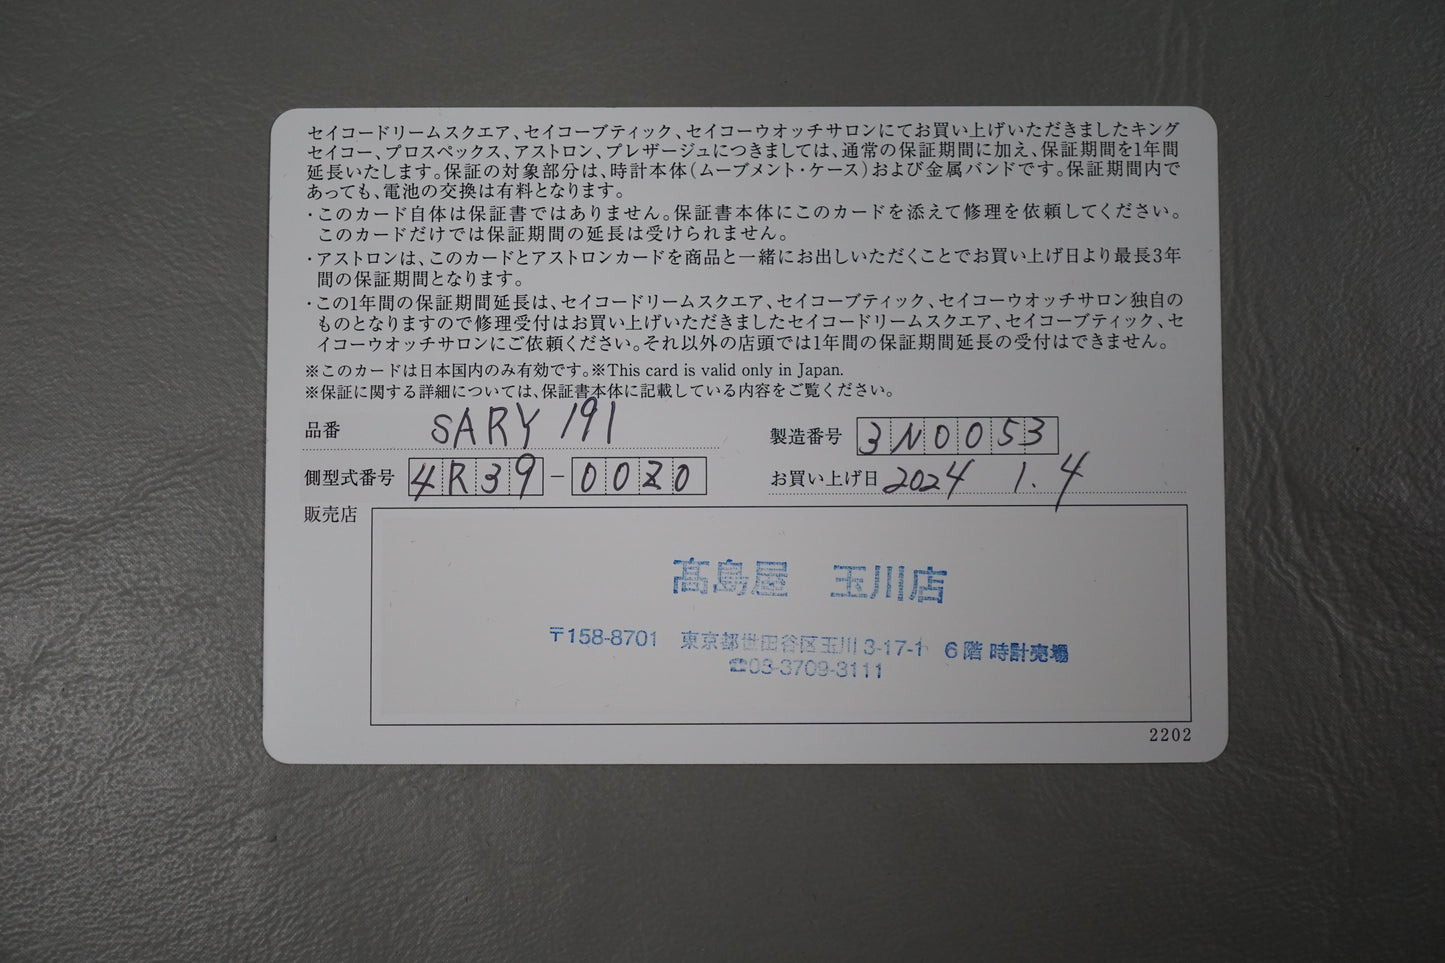 セイコードリームスクエア、セイコーブティック、セイコーウオッチサロンにてお買い上げいただきましたキング
セイコー、プロスペックス、アストロン、プレザージュにつきましては、通常の保証期間に加え、保証期間を1年間
延長いたします。保証の対象部分は、時計本体（ムーブメント・ケース）および金属バンドです。保証期間内で
あっても、電池の交換は有料となります。
・このカード自体は保証書ではありません。保証書本体にこのカードを添えて修理を依頼してください。
このカードだけでは保証期間の延長は受けられません。
・アストロンは、このカードとアストロンカードを商品と一緒にお出しいただくことでお買い上げ日より最長3年
間の保証期間となります。
・この1年間の保証期間延長は、セイコードリームスクエア、セイコーブティック、セイコーウオッチサロン独自の
ものとなりますので修理受付はお買い上げいただきましたセイコードリームスクエア、セイコーブティック、セ
イコーウオッチサロンにご依頼ください。それ以外の店頭では1年間の保証期間延長の受付はできません。
※このカードは日本国内のみ有効です。※This card is valid only in Japan.
※保証に関する詳細については、保証書本体に記載している内容をご覧ください。
品番 SARY191 製造番号 3N0053
側型式番号 4R39-00Z0 お買い上げ日 2024 1.4
販売店
髙島屋 玉川店
〒158-8701 東京都世田谷区玉川3-17-1 6階 時計売場
☎03-3709-3111
2202